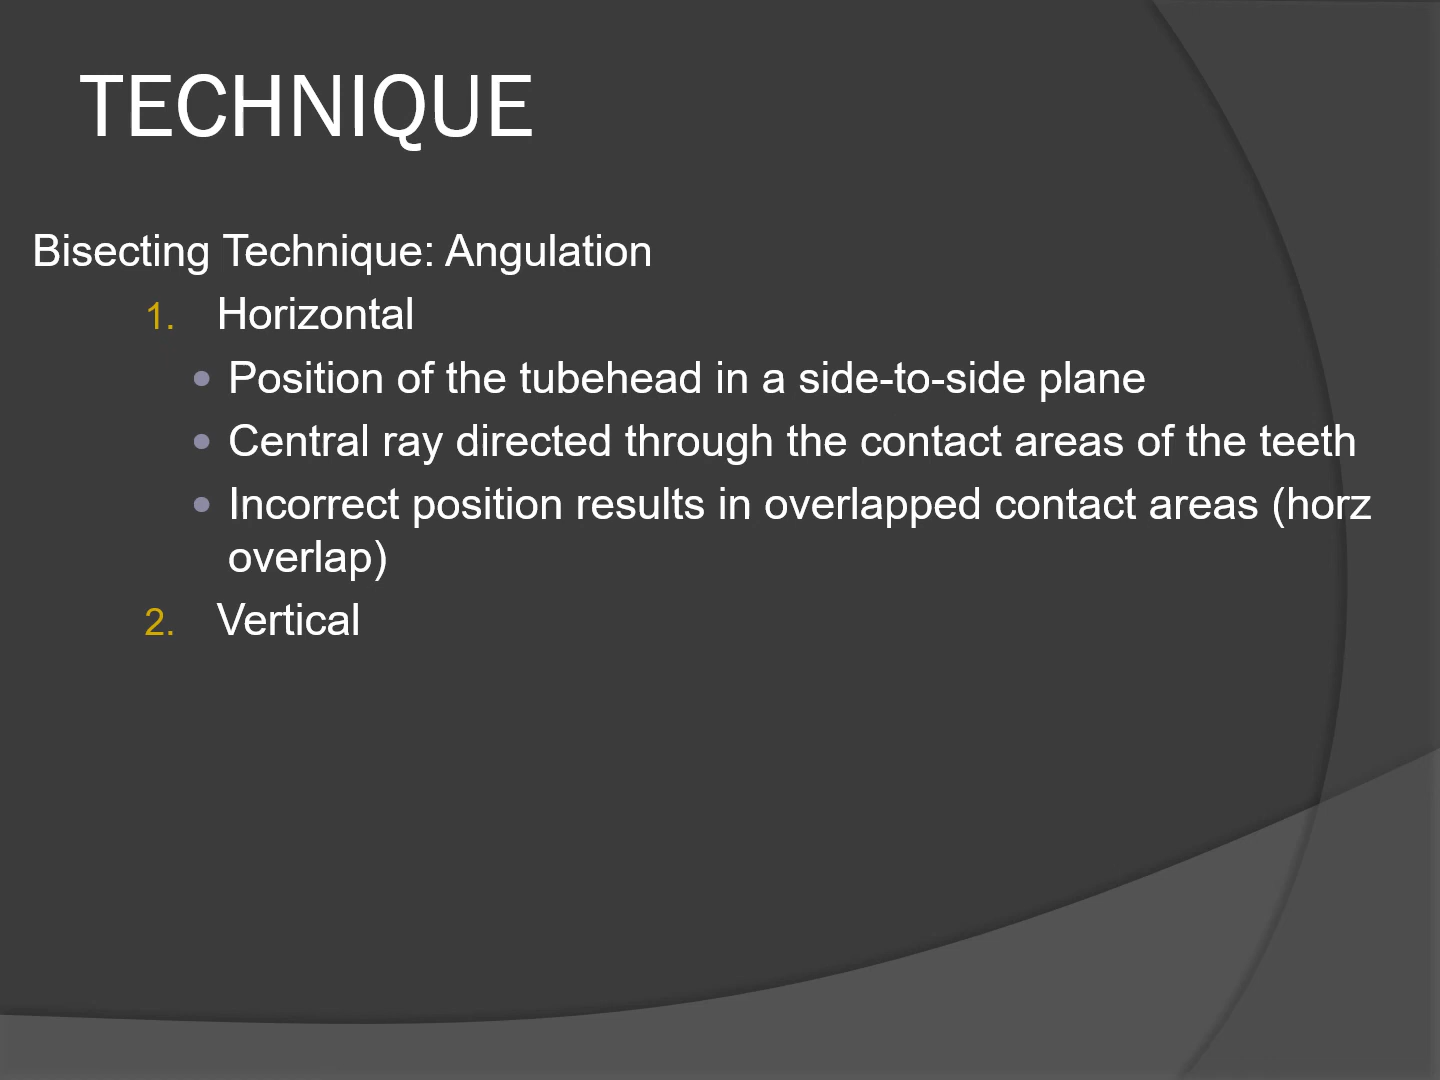 TECHNIQUE
Bisecting Technique: Angulation
1. Horizontal
• Position of the tubehead in a side-to-side plane
• Central ray directed through the contact areas of the teeth
• Incorrect position results in overlapped contact areas (horz
overlap)
2. Vertical